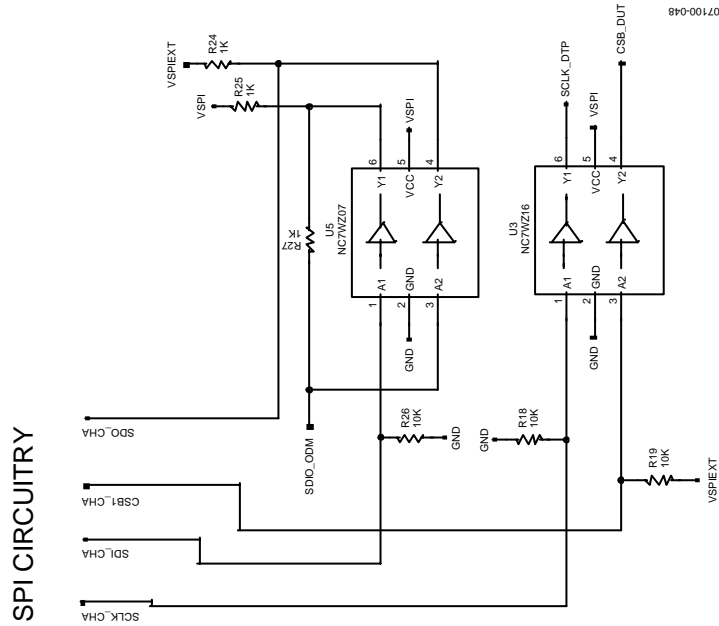 SPI CIRCUITRY
SCLK_CHA
SDI_CHA
CSB1_CHA
SDO_CHA
SDIO_ODM
R27
1K
VSPIEXT
R24
1K
VSPI
R25
1K
U5
NC7WZ07
1
A1
Y1
6
2
GND
VCC
5
3
A2
Y2
4
GND
VSPI
R26
10K
GND
GND
R18
10K
U3
NC7WZ16
1
A1
Y1
6
2
GND
VCC
5
3
A2
Y2
4
GND
VSPI
SCLK_DTP
CSB_DUT
R19
10K
VSPIEXT
07100-048